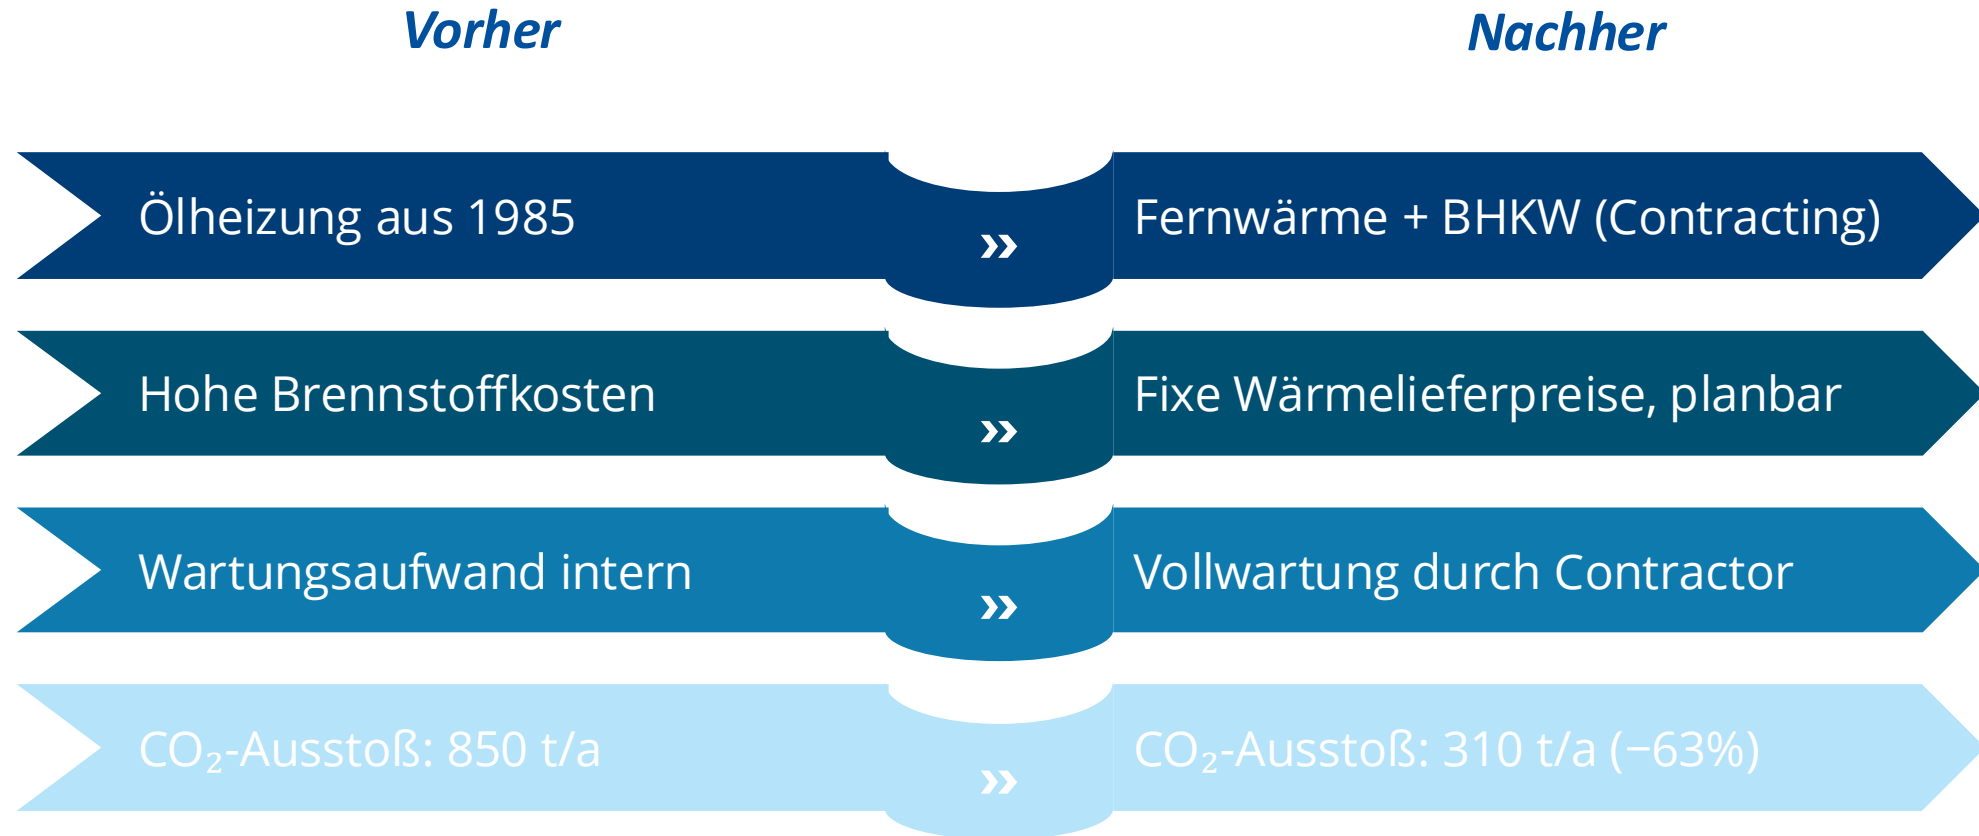 Vorher
Nachher
Ölheizung aus 1985 » Fernwärme + BHKW (Contracting)
Hohe Brennstoffkosten » Fixe Wärmelieferpreise, planbar
Wartungsaufwand intern » Vollwartung durch Contractor
CO₂-Ausstoß: 850 t/a » CO₂-Ausstoß: 310 t/a (−63%)